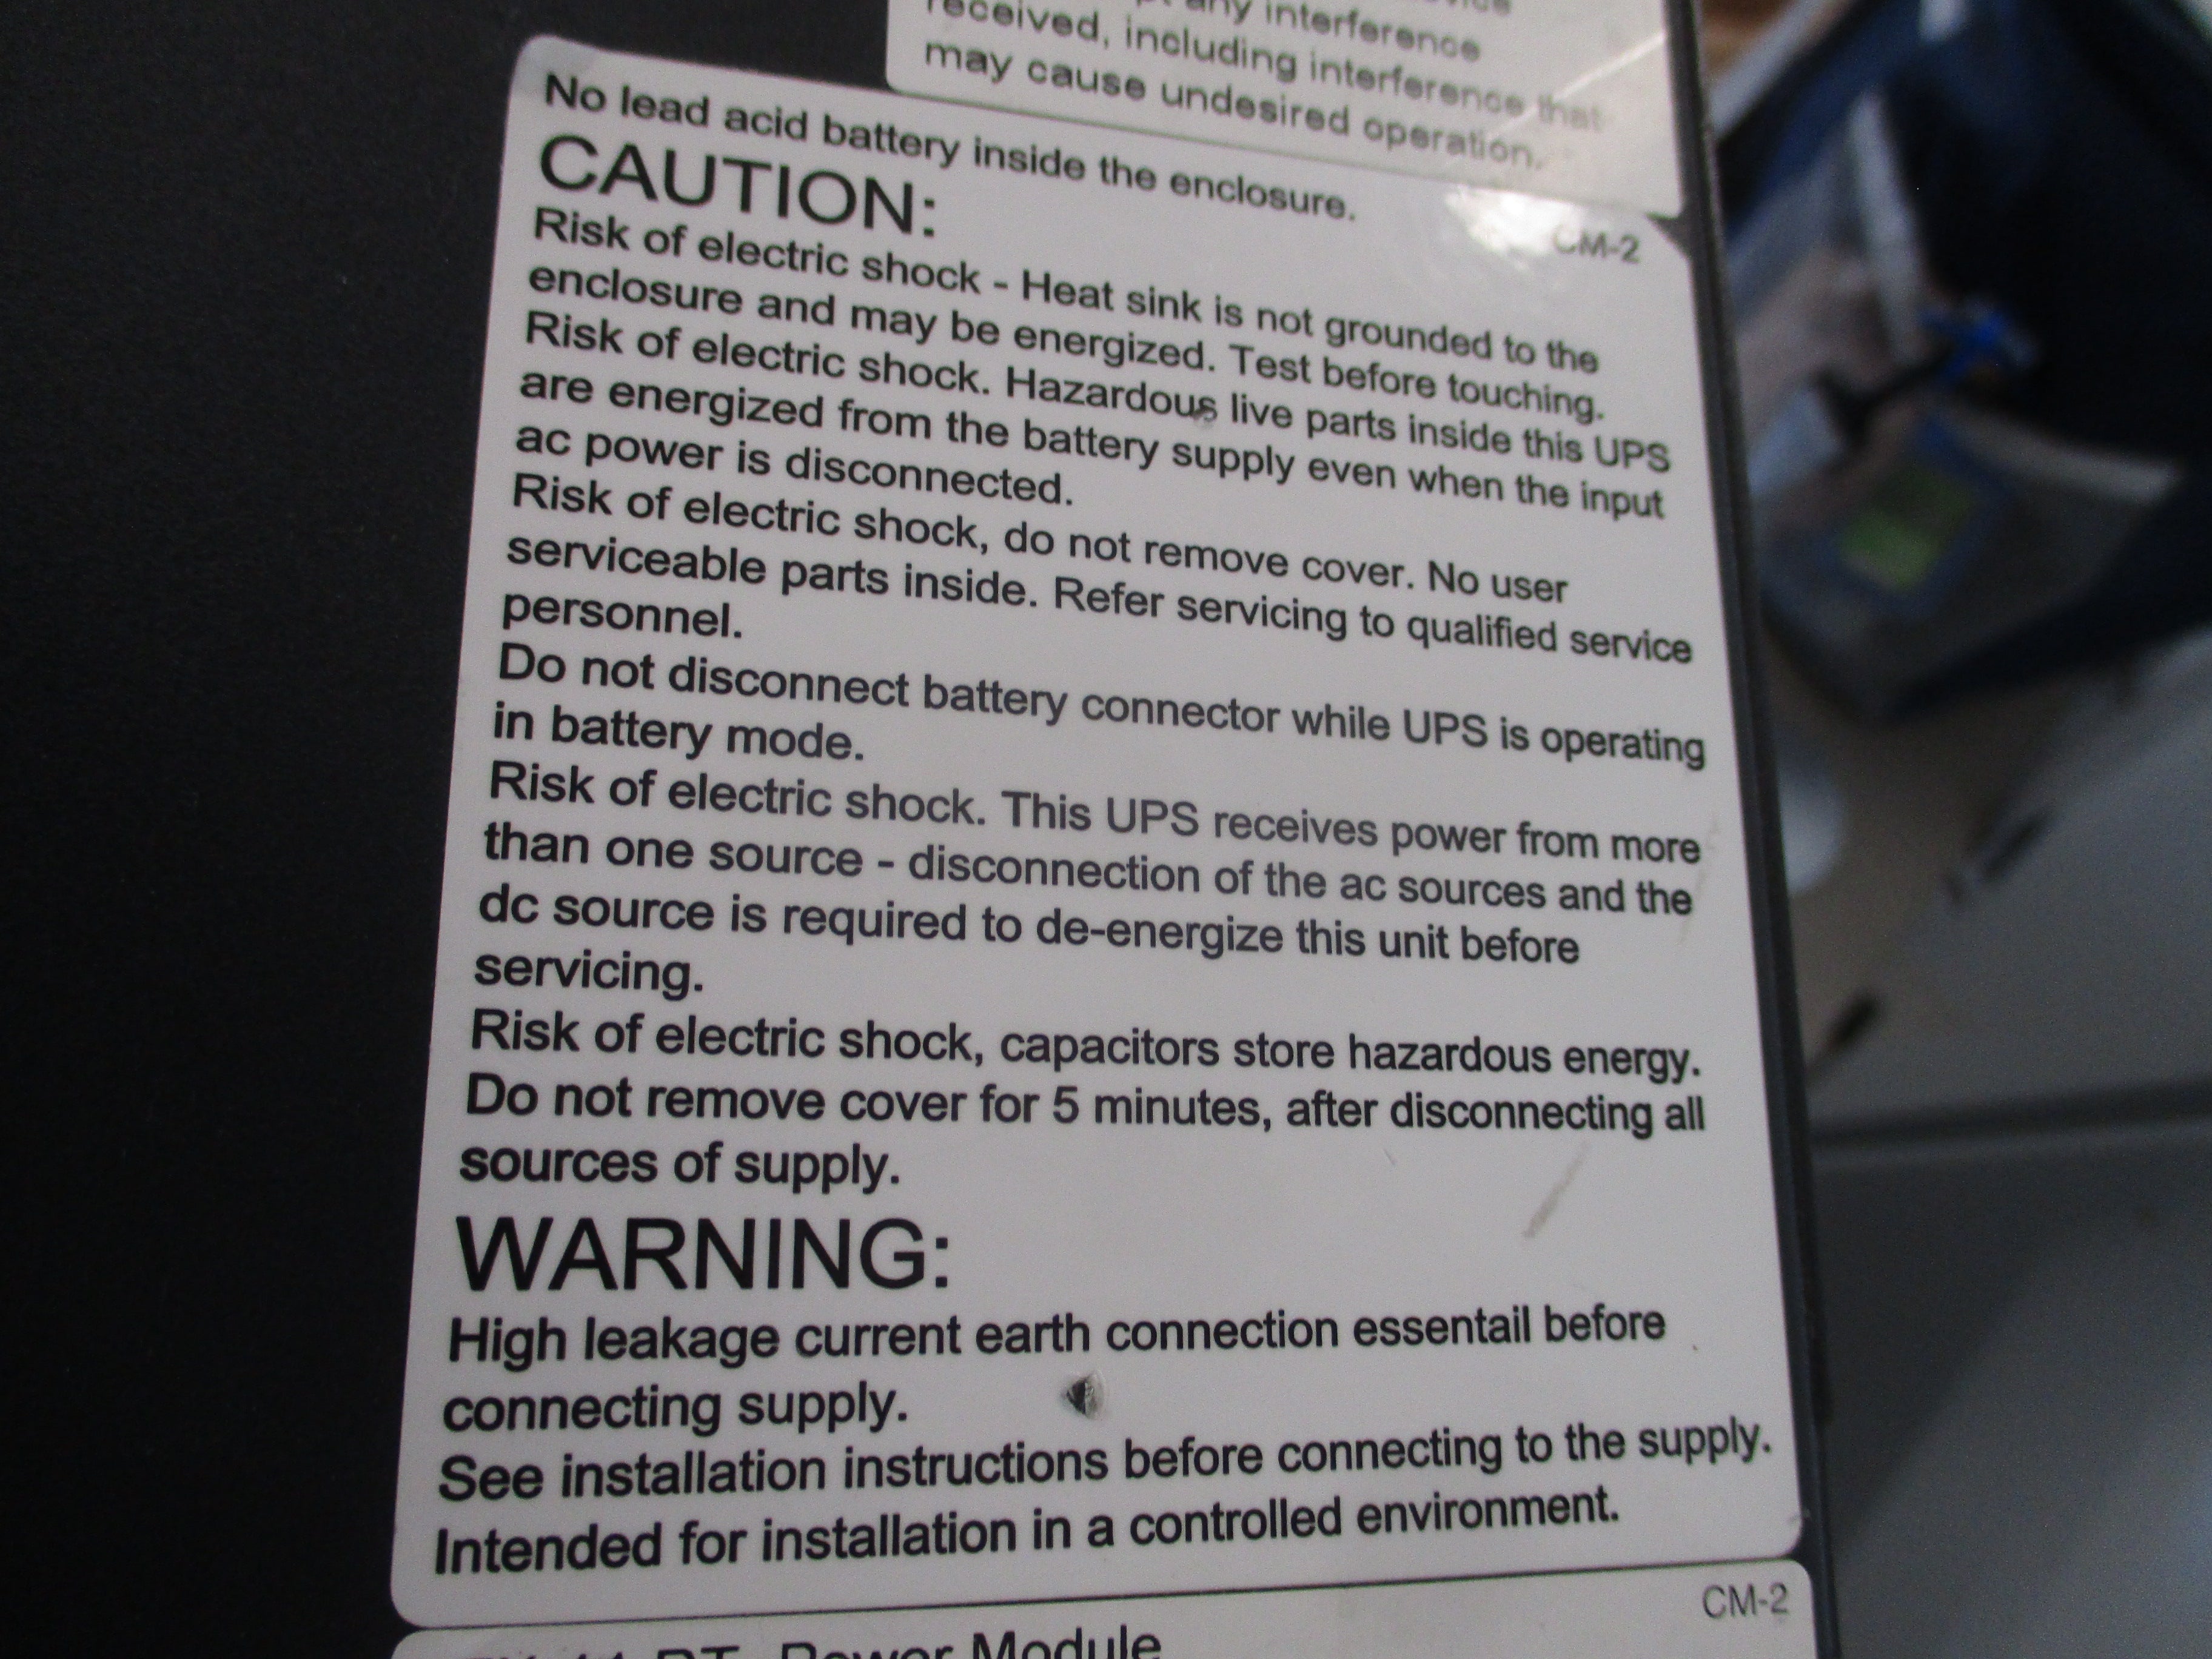 any interference
received, including interference that
may cause undesired operation.
No lead acid battery inside the enclosure.
CM-2
CAUTION:
Risk of electric shock - Heat sink is not grounded to the
enclosure and may be energized. Test before touching.
Risk of electric shock. Hazardous live parts inside this UPS
are energized from the battery supply even when the input
ac power is disconnected.
Risk of electric shock, do not remove cover. No user
serviceable parts inside. Refer servicing to qualified service
personnel.
Do not disconnect battery connector while UPS is operating
in battery mode.
Risk of electric shock. This UPS receives power from more
than one source - disconnection of the ac sources and the
dc source is required to de-energize this unit before
servicing.
Risk of electric shock, capacitors store hazardous energy.
Do not remove cover for 5 minutes, after disconnecting all
sources of supply.
WARNING:
High leakage current earth connection essentail before
connecting supply.
See installation instructions before connecting to the supply.
Intended for installation in a controlled environment.
CM-2
RT Power Module